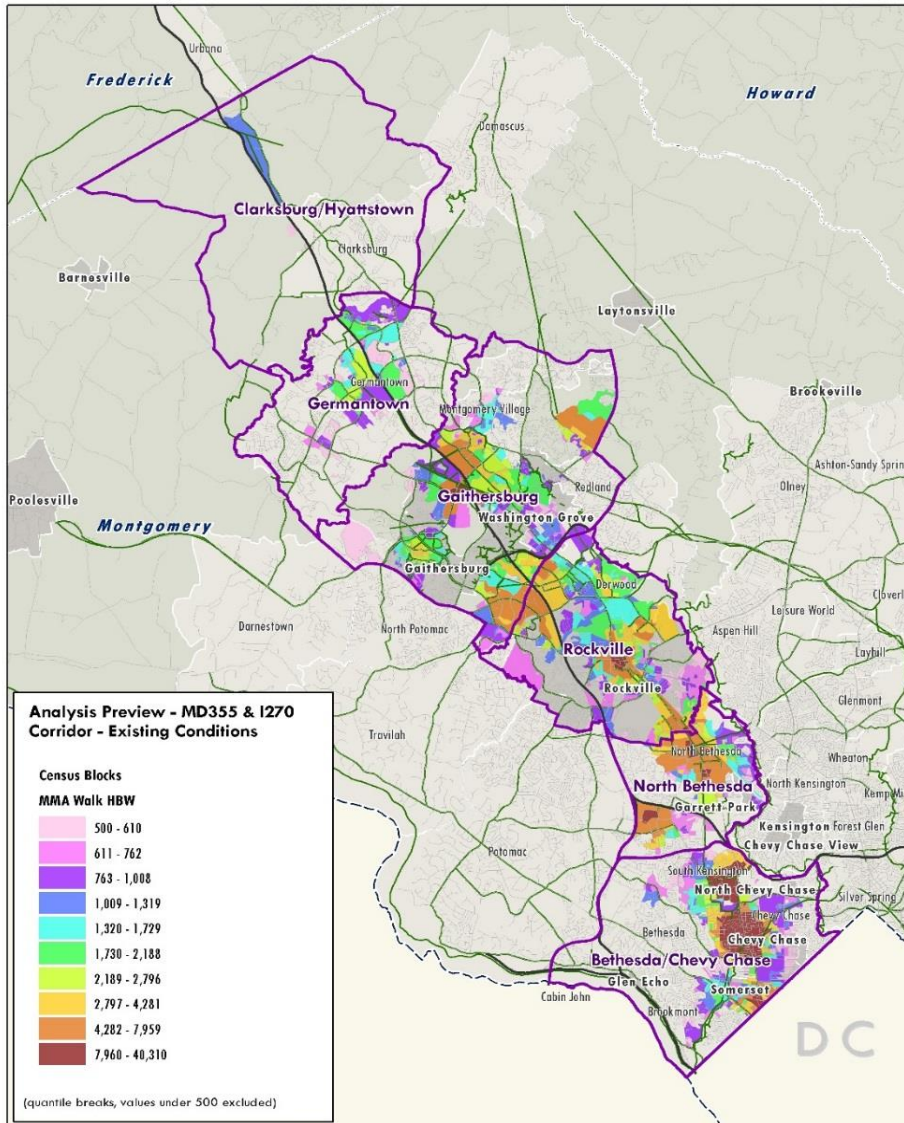 Urbana
Frederick
Howard
Damascus
Clarksburg/Hyattstown
Clarksburg
Barnesville
Laytonsville
Germantown
Germantown
Brookeville
Montgomery Village
Ashton-Sandy Sprin
Olney
Poolesville
Redland
Gaithersburg
Washington Grove
Montgomery
Gaithersburg
Derwood
Cloverl
Leisure World
Darnestown
North Potomac
Aspen Hill
Rockville
Layhill
Rockville
Glenmont
Travilah
North Bethesda
Wheaton
North Kensington
Kemp Mi
North Bethesda
Garrett Park
Kensington
Forest Glen
Potomac
Chevy Chase View
South Kensington
North Chevy Chase
Silver Spring
Chevy Chase
Bethesda
Chevy Chase
Bethesda/Chevy Chase
Glen Echo
Somerset
Cabin John
Brookmont
DC
Analysis Preview - MD355 & I270
Corridor - Existing Conditions
Census Blocks
MMA Walk HBW
500 - 610
611 - 762
763 - 1,008
1,009 - 1,319
1,320 - 1,729
1,730 - 2,188
2,189 - 2,796
2,797 - 4,281
4,282 - 7,959
7,960 - 40,310
(quantile breaks, values under 500 excluded)